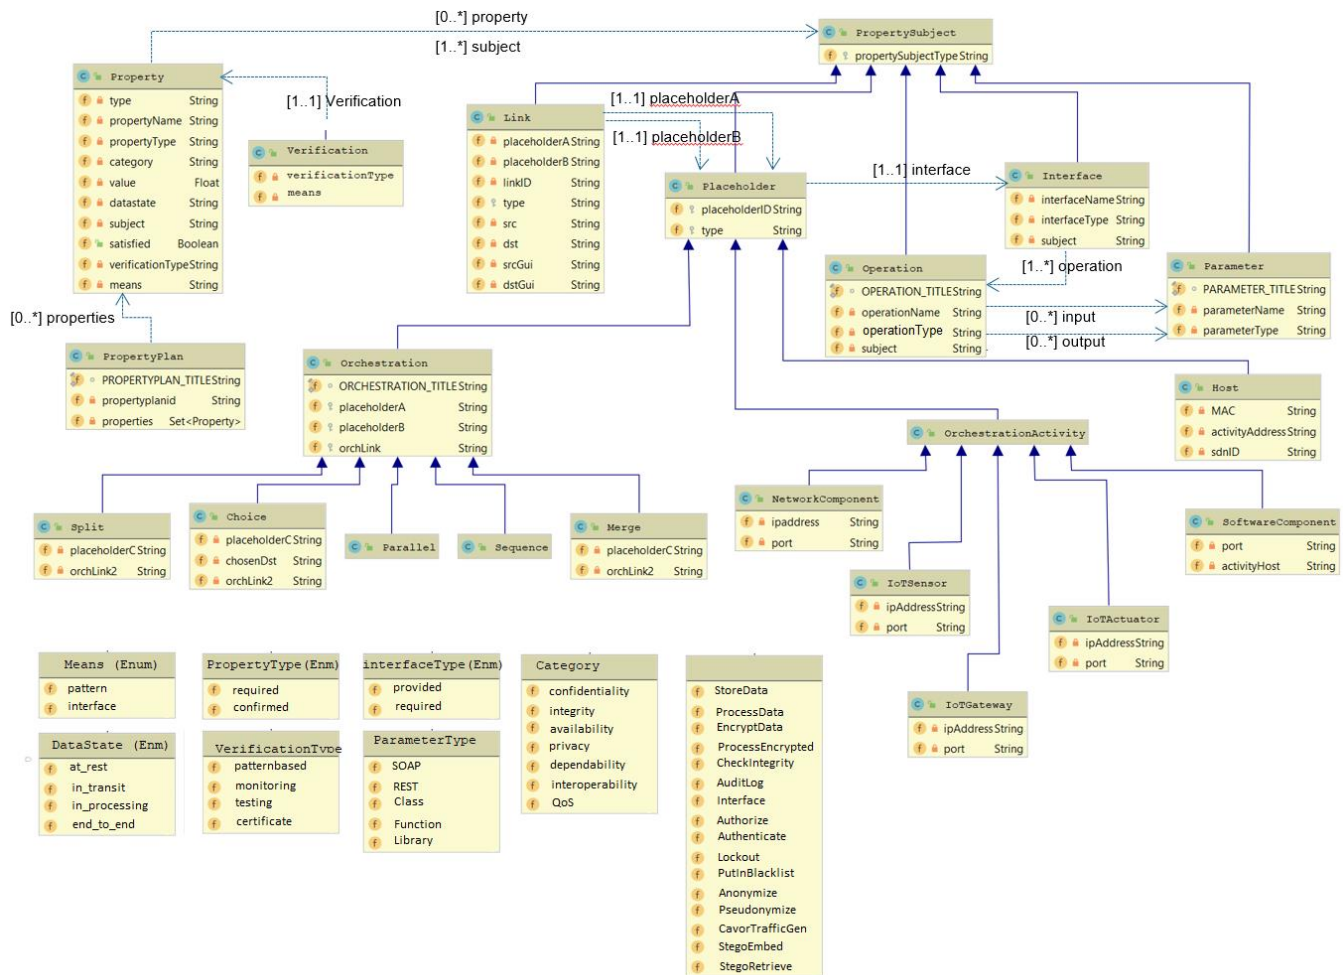 [0..*] property
[1..*] subject
PropertySubject
propertySubjectType String
Property
type String
propertyName String
propertyType String
category String
value Float
datastate String
subject String
satisfied Boolean
verificationType String
means String
[1..1] Verification
Verification
verificationType
means
[0..*] properties
PropertyPlan
PROPERTYPLAN_TITLE String
propertyplanid String
properties Set<Property>
Link
placeholderA String
placeholderB String
linkID String
type String
src String
dst String
srcGui String
dstGui String
[1..1] placeholderA
[1..1] placeholderB
Placeholder
placeholderID String
type String
[1..1] interface
Interface
interfaceName String
interfaceType String
subject String
[1..*] operation
Operation
OPERATION_TITLE String
operationName String
operationType String
subject String
[0..*] input
[0..*] output
Parameter
PARAMETER_TITLE String
parameterName String
parameterType String
Orchestration
ORCHESTRATION_TITLE String
placeholderA String
placeholderB String
orchLink String
Host
MAC String
activityAddress String
sdnID String
OrchestrationActivity
Split
placeholderC String
orchLink2 String
Choice
placeholderC String
chosenDst String
orchLink2 String
Parallel
Sequence
Merge
placeholderC String
orchLink2 String
NetworkComponent
ipaddress String
port String
SoftwareComponent
port String
activityHost String
IoTSensor
ipAddress String
port String
IoTActuator
ipAddress String
port String
IoTGateway
ipAddress String
port String
Means (Enum)
pattern
interface
PropertyType (Enm)
required
confirmed
interfaceType (Enm)
provided
required
Category
confidentiality
integrity
availability
privacy
dependability
interoperability
QoS
DataState (Enm)
at_rest
in_transit
in_processing
end_to_end
VerificationType
patternbased
monitoring
testing
certificate
ParameterType
SOAP
REST
Class
Function
Library
StoreData
ProcessData
EncryptData
ProcessEncrypted
CheckIntegrity
AuditLog
Interface
Authorize
Authenticate
Lockout
PutInBlacklist
Anonymize
Pseudonymize
CavorTrafficGen
StegoEmbed
StegoRetrieve